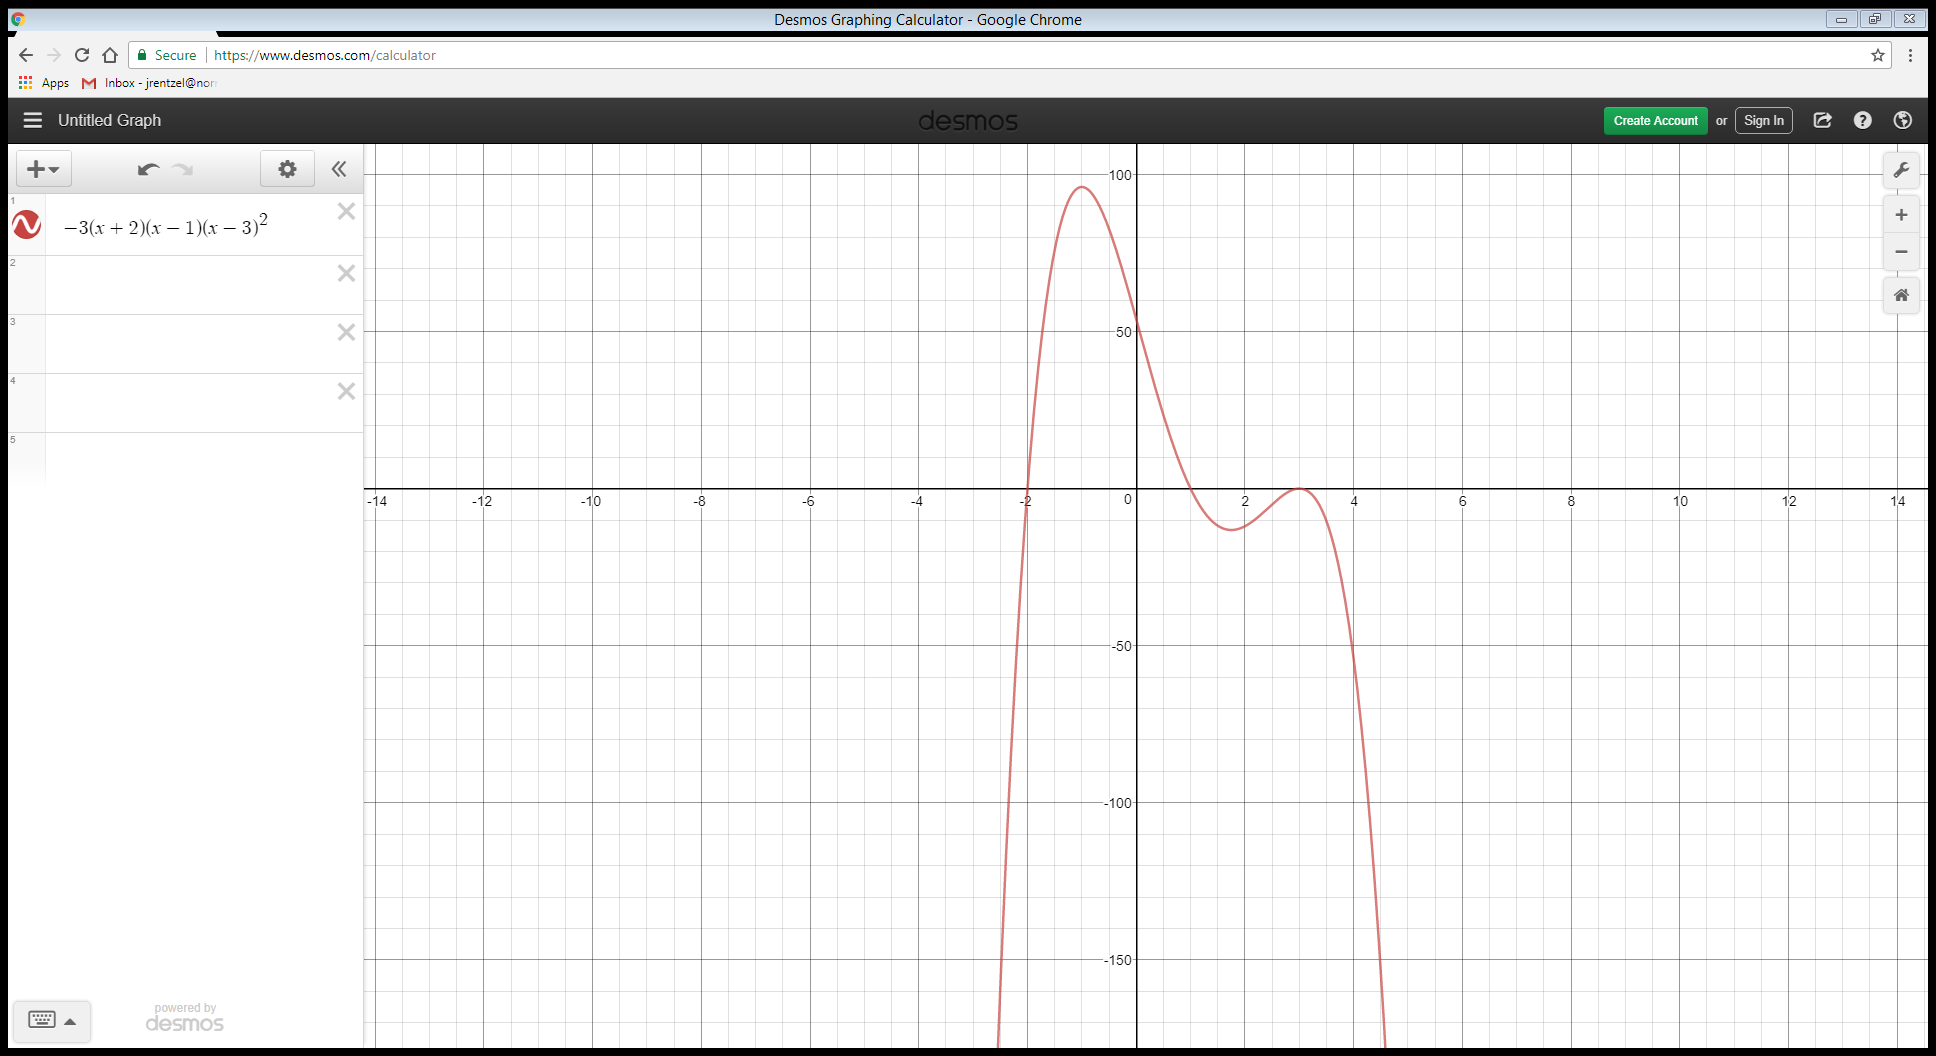 Desmos Graphing Calculator - Google Chrome
Secure https://www.desmos.com/calculator
Apps Inbox - jrentzel@nor
Untitled Graph desmos Create Account or Sign In
1 −3(x + 2)(x − 1)(x − 3)²
2
3
4
5
100
50
-14 -12 -10 -8 -6 -4 -2 0 2 4 6 8 10 12 14
-50
-100
-150
powered by
desmos